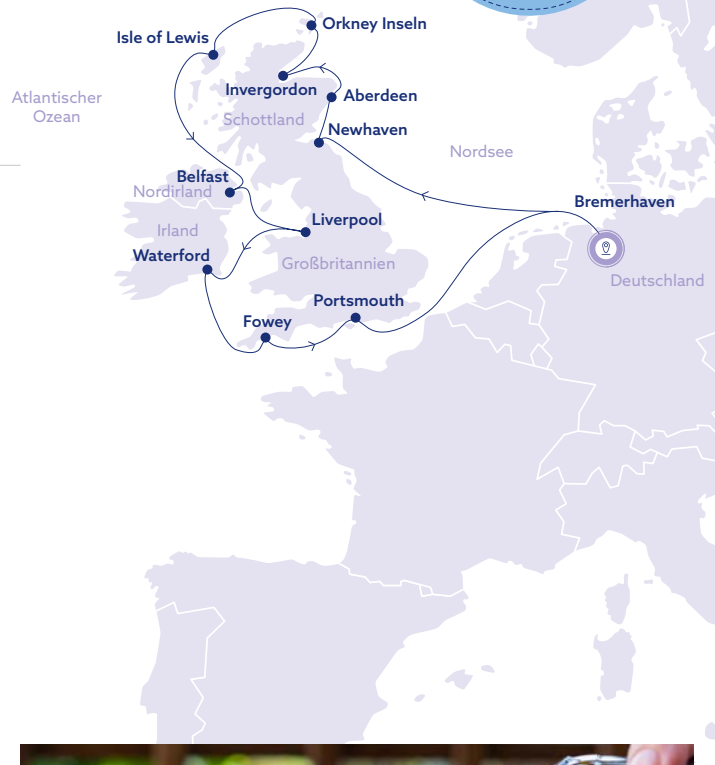 Orkney Inseln
Isle of Lewis
Invergordon
Aberdeen
Atlantischer
Ozean
Schottland
Newhaven
Nordsee
Belfast
Nordirland
Bremerhaven
Liverpool
Irland
Waterford
Großbritannien
Deutschland
Portsmouth
Fowey